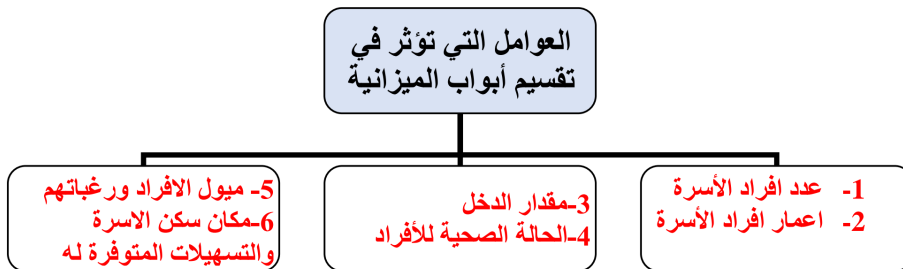 العوامل التي تؤثر في
تقسيم أبواب الميزانية
1- عدد افراد الأسرة
2- اعمار افراد الأسرة
3-مقدار الدخل
4-الحالة الصحية للأفراد
5- ميول الافراد ورغباتهم
6-مكان سكن الاسرة
والتسهيلات المتوفرة له